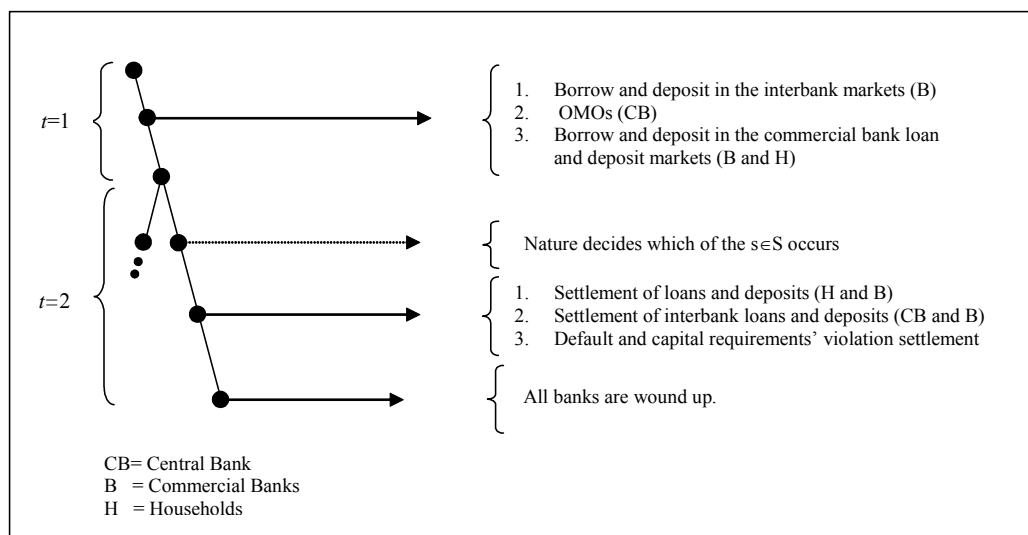 t=1
1. Borrow and deposit in the interbank markets (B)
2. OMOs (CB)
3. Borrow and deposit in the commercial bank loan
and deposit markets (B and H)
Nature decides which of the s∈S occurs
t=2
1. Settlement of loans and deposits (H and B)
2. Settlement of interbank loans and deposits (CB and B)
3. Default and capital requirements’ violation settlement
All banks are wound up.
CB= Central Bank
B = Commercial Banks
H = Households